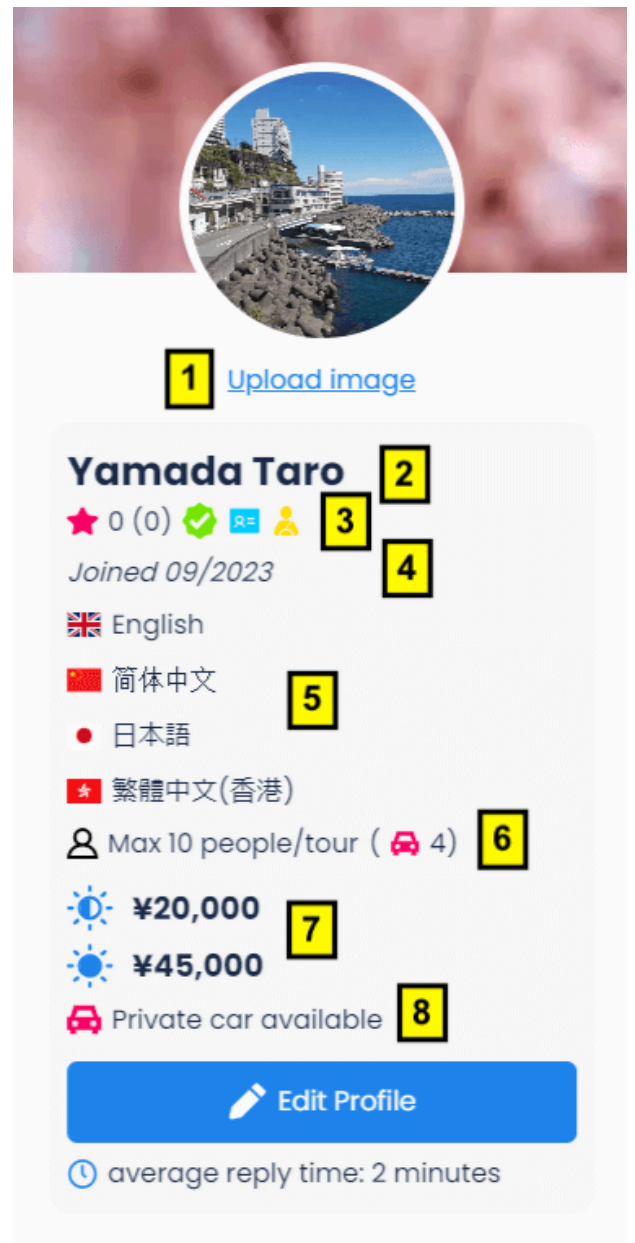 1 Upload image
Yamada Taro 2
0 (0) 3
Joined 09/2023 4
English
简体中文
5
日本語
繁體中文(香港)
Max 10 people/tour ( 4) 6
¥20,000
7
¥45,000
Private car available 8
Edit Profile
average reply time: 2 minutes